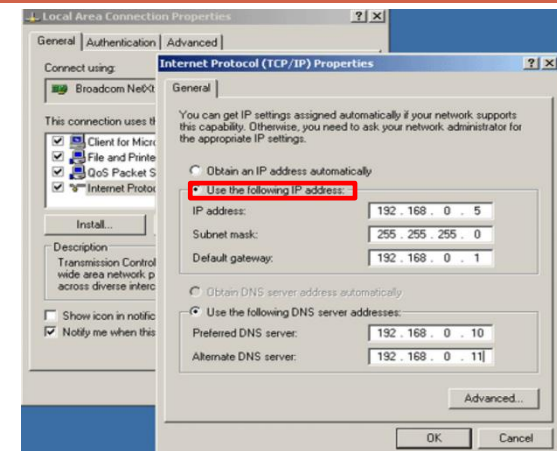 Local Area Connection Properties
General Authentication Advanced
Connect using:
Broadcom NetXt
This connection uses th
Client for Micro
File and Printe
QoS Packet S
Internet Protoc
Install...
Description
Transmission Control
wide area network p
across diverse interc
Show icon in notific
Notify me when this
Internet Protocol (TCP/IP) Properties
General
You can get IP settings assigned automatically if your network supports
this capability. Otherwise, you need to ask your network administrator for
the appropriate IP settings.
Obtain an IP address automatically
Use the following IP address:
IP address: 192 . 168 . 0 . 5
Subnet mask: 255 . 255 . 255 . 0
Default gateway: 192 . 168 . 0 . 1
Obtain DNS server address automatically
Use the following DNS server addresses:
Preferred DNS server: 192 . 168 . 0 . 10
Alternate DNS server: 192 . 168 . 0 . 11
Advanced...
OK Cancel